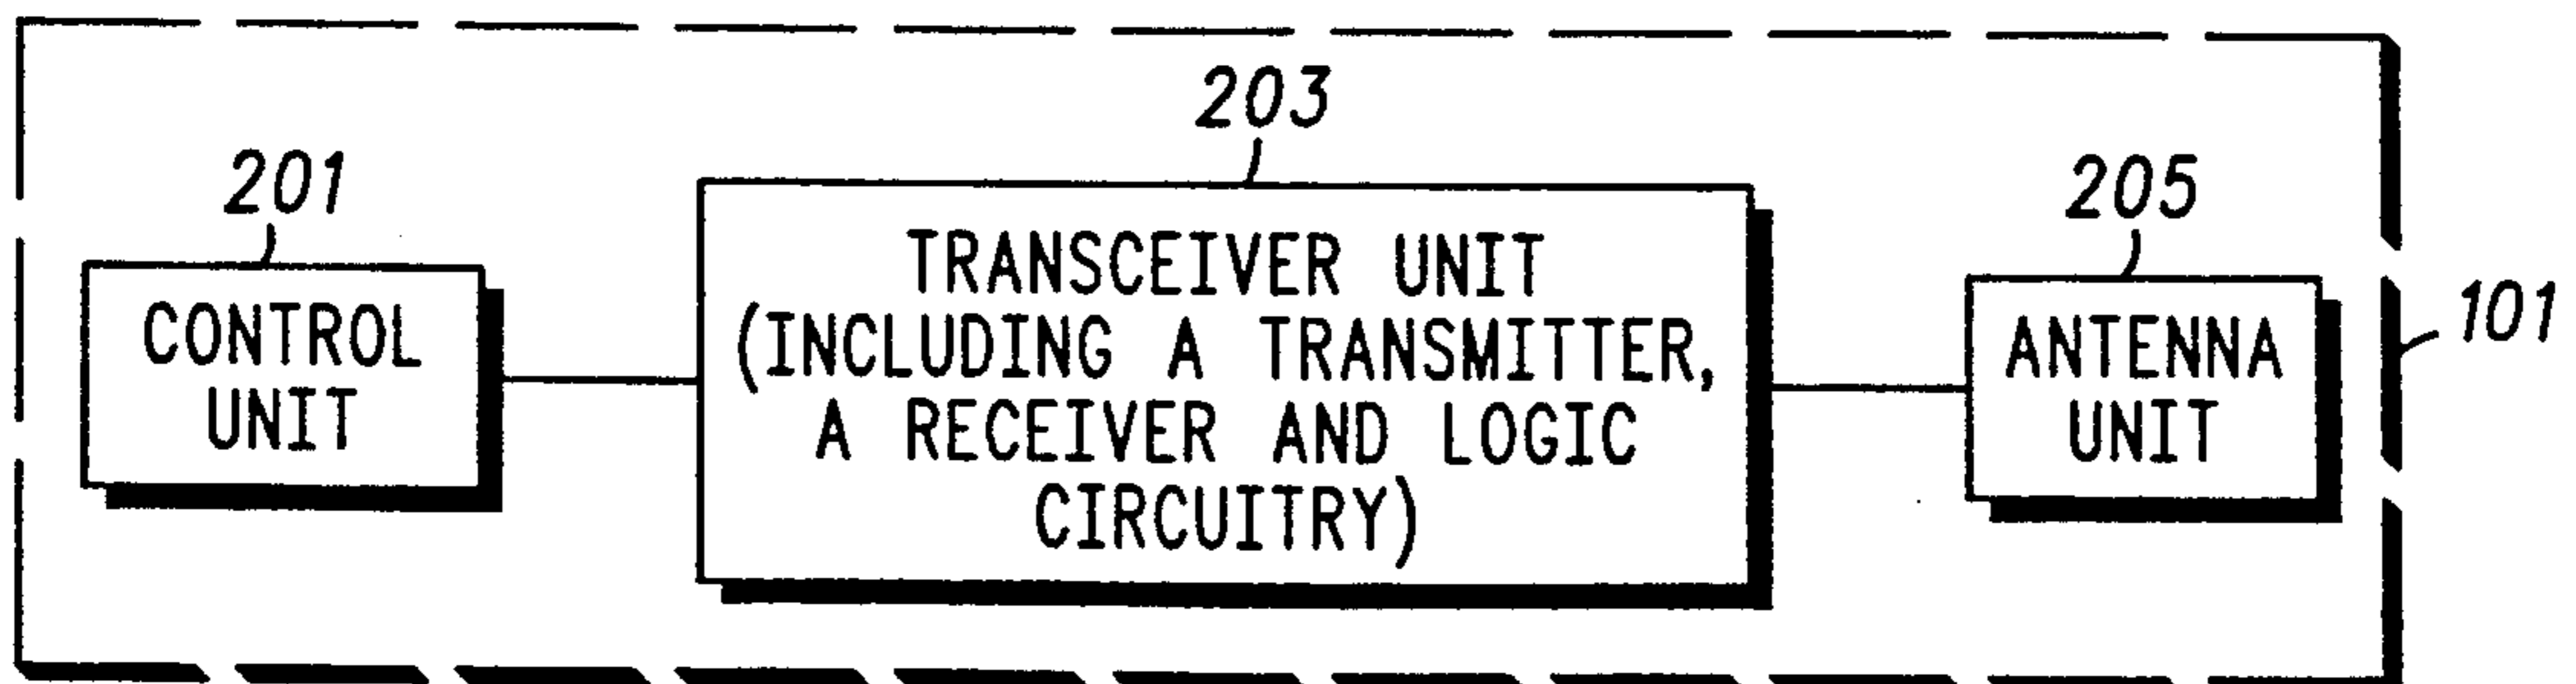 203
201
205
TRANSCEIVER UNIT
(INCLUDING A TRANSMITTER,
A RECEIVER AND LOGIC
CIRCUITRY)
CONTROL
UNIT
ANTENNA
UNIT
101